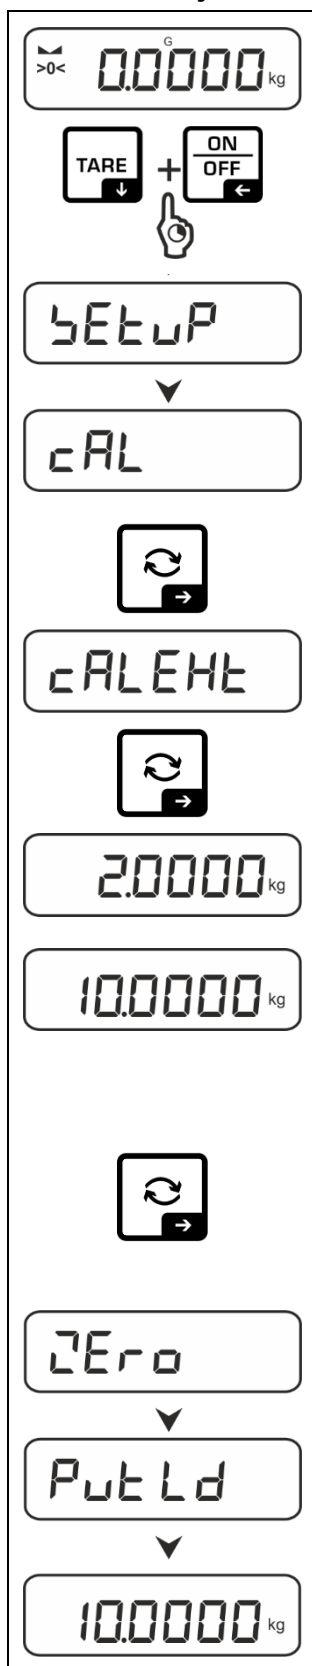 G
>0< 0.0000 kg
TARE + ON
OFF
SEtuP
cAL
cALEHt
2.0000 kg
10.0000 kg
ZEro
Put Ld
10.0000 kg